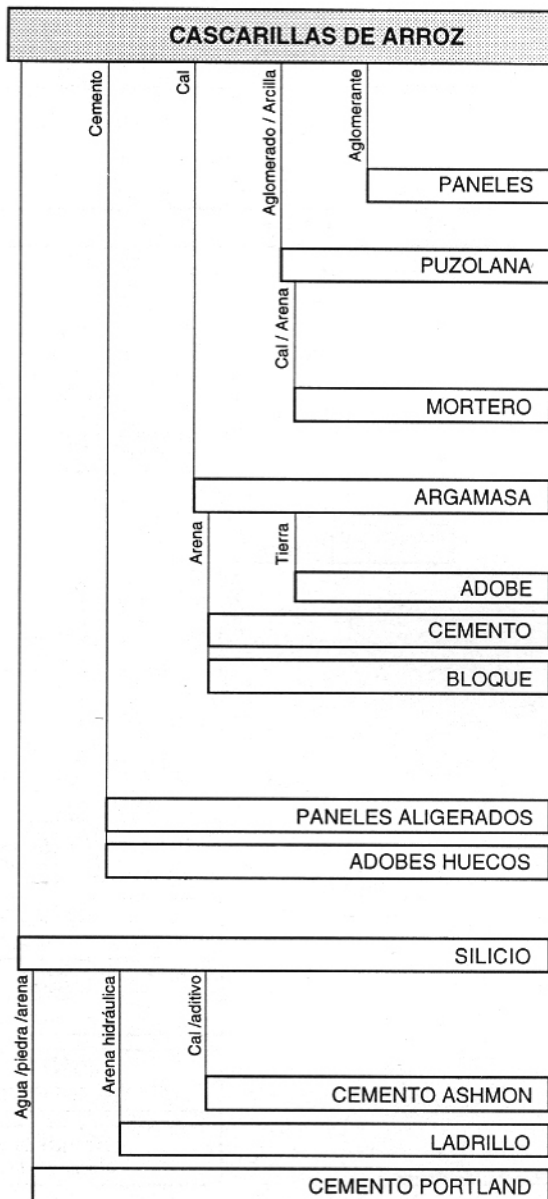 CASCARILLAS DE ARROZ
Cemento
Cal
Aglomerado / Arcilla
Aglomerante
PANELES
PUZOLANA
Cal / Arena
MORTERO
ARGAMASA
Arena
Tierra
ADOBE
CEMENTO
BLOQUE
PANELES ALIGERADOS
ADOBES HUECOS
SILICIO
Agua /piedra /arena
Arena hidráulica
Cal /aditivo
CEMENTO ASHMON
LADRILLO
CEMENTO PORTLAND